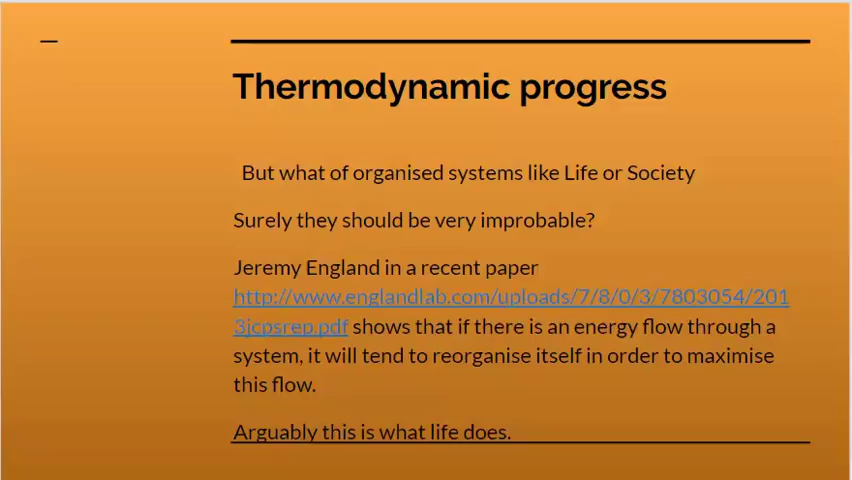 Thermodynamic progress
But what of organised systems like Life or Society
Surely they should be very improbable?
Jeremy England in a recent paper
http://www.englandlab.com/uploads/7/8/0/3/7803054/201
3jcpsrep.pdf shows that if there is an energy flow through a
system, it will tend to reorganise itself in order to maximise
this flow.
Arguably this is what life does.